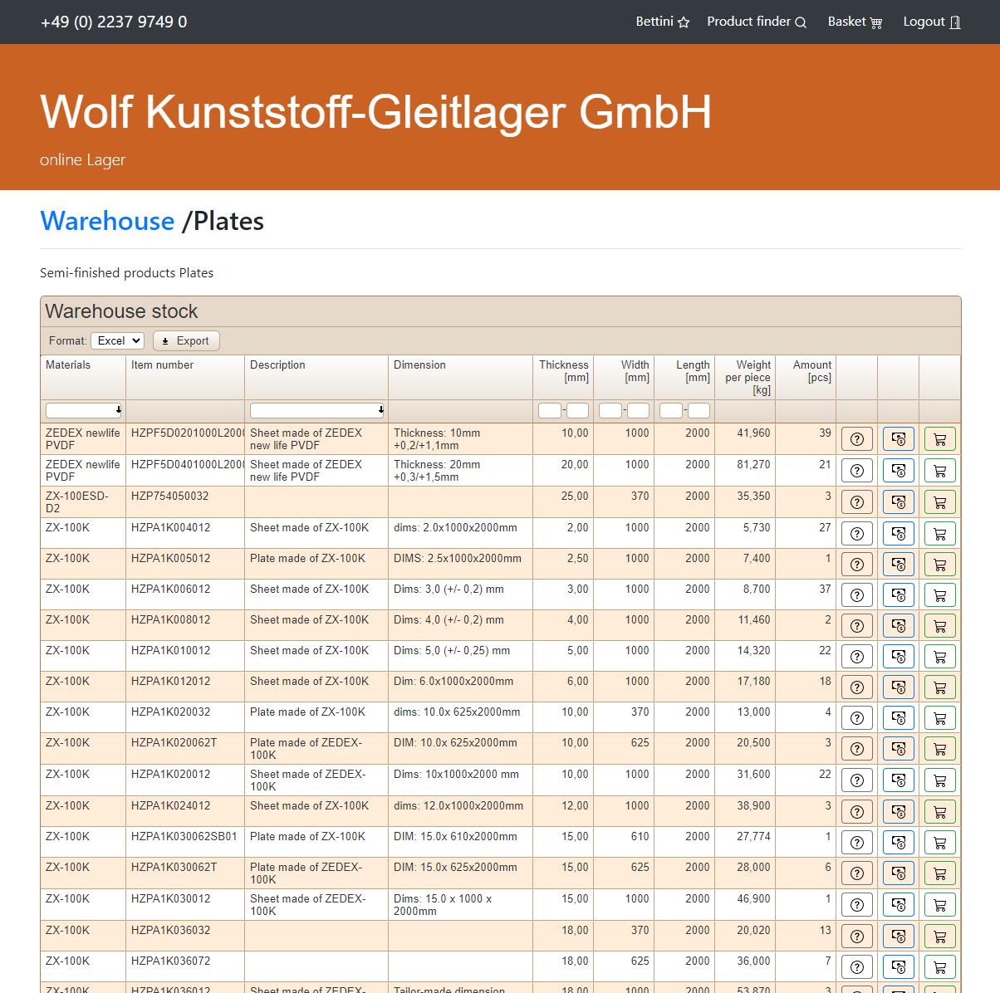 +49 (0) 2237 9749 0 Bettini Product finder Basket Logout
Wolf Kunststoff-Gleitlager GmbH
online Lager
Warehouse /Plates
Semi-finished products Plates
Warehouse stock
Format: Excel Export
Materials Item number Description Dimension Thickness [mm] Width [mm] Length [mm] Weight per piece [kg] Amount [pcs]
ZEDEX newlife PVDF HZPF5D0201000L200 Sheet made of ZEDEX new life PVDF Thickness: 10mm +0,2/+1,1mm 10,00 1000 2000 41,960 39
ZEDEX newlife PVDF HZPF5D0401000L200 Sheet made of ZEDEX new life PVDF Thickness: 20mm +0,3/+1,5mm 20,00 1000 2000 81,270 21
ZX-100ESD-D2 HZP754050032 25,00 370 2000 35,350 3
ZX-100K HZPA1K004012 Sheet made of ZX-100K dims: 2.0x1000x2000mm 2,00 1000 2000 5,730 27
ZX-100K HZPA1K005012 Plate made of ZX-100K DIMS: 2.5x1000x2000mm 2,50 1000 2000 7,400 1
ZX-100K HZPA1K006012 Sheet made of ZX-100K Dims: 3,0 (+/- 0,2) mm 3,00 1000 2000 8,700 37
ZX-100K HZPA1K008012 Sheet made of ZX-100K Dims: 4,0 (+/- 0,2) mm 4,00 1000 2000 11,460 2
ZX-100K HZPA1K010012 Sheet made of ZX-100K Dims: 5,0 (+/- 0,25) mm 5,00 1000 2000 14,320 22
ZX-100K HZPA1K012012 Sheet made of ZX-100K Dim: 6.0x1000x2000mm 6,00 1000 2000 17,180 18
ZX-100K HZPA1K020032 Plate made of ZX-100K dims: 10.0x 625x2000mm 10,00 370 2000 13,000 4
ZX-100K HZPA1K020062T Plate made of ZEDEX-100K DIM: 10.0x 625x2000mm 10,00 625 2000 20,500 3
ZX-100K HZPA1K020012 Sheet made of ZEDEX-100K Dims: 10x1000x2000 mm 10,00 1000 2000 31,600 22
ZX-100K HZPA1K024012 Sheet made of ZX-100K dims: 12.0x1000x2000mm 12,00 1000 2000 38,900 3
ZX-100K HZPA1K030062SB01 Plate made of ZX-100K DIM: 15.0x 610x2000mm 15,00 610 2000 27,774 1
ZX-100K HZPA1K030062T Plate made of ZEDEX-100K DIM: 15.0x 625x2000mm 15,00 625 2000 28,000 6
ZX-100K HZPA1K030012 Sheet made of ZEDEX-100K Dims: 15.0 x 1000 x 2000mm 15,00 1000 2000 46,900 1
ZX-100K HZPA1K036032 18,00 370 2000 20,020 13
ZX-100K HZPA1K036072 18,00 625 2000 36,000 7
ZX-100K HZPA1K036012 Sheet made of ZEDEX- Tailor-made dimension 18,00 1000 2000 53,870 3